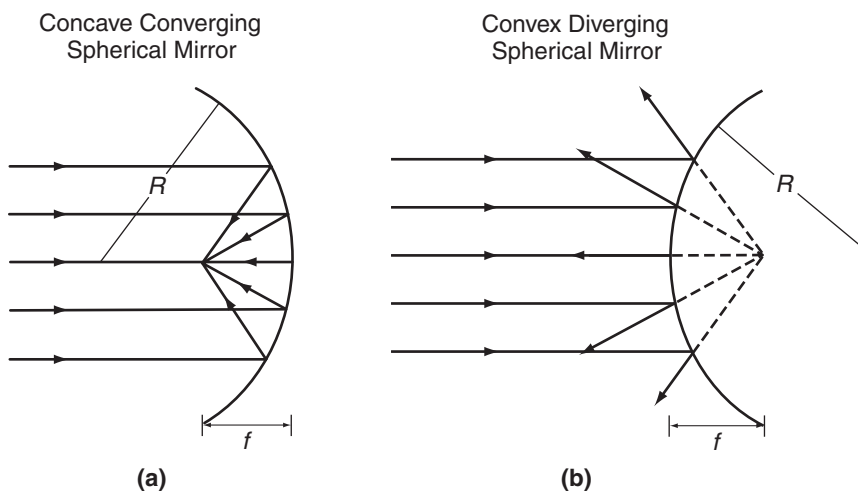 Concave Converging
Spherical Mirror
R
f
(a)
Convex Diverging
Spherical Mirror
R
f
(b)